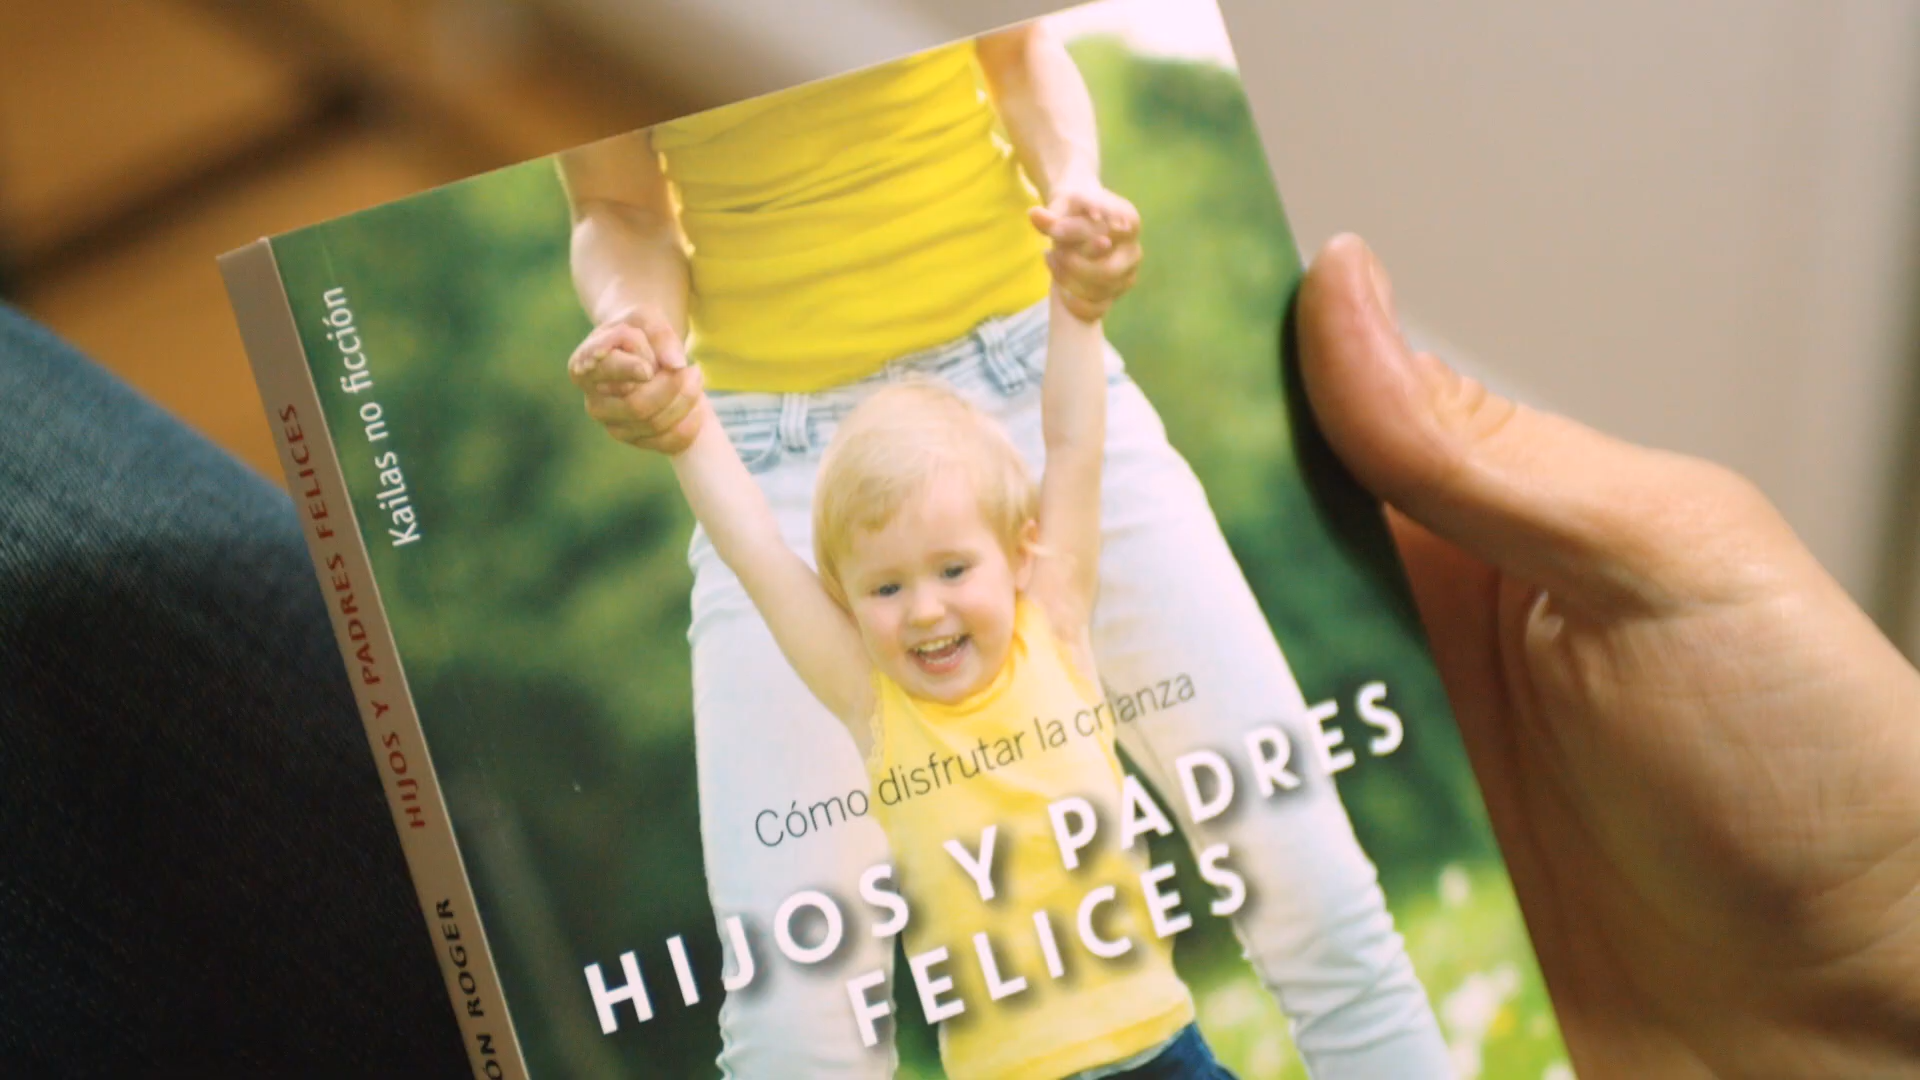 Kailas no ficción
HIJOS Y PADRES FELICES
ÓN ROGER
Cómo disfrutar la crianza
HIJOS Y PADRES
FELICES